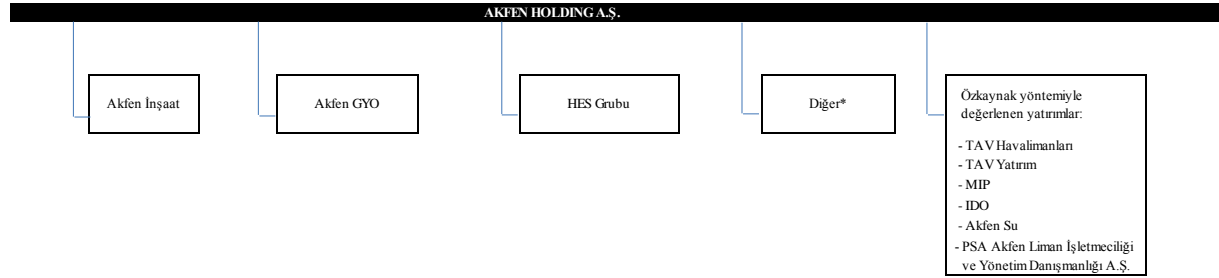 AKFEN HOLDING A.Ş.
Akfen İnşaat
Akfen GYO
HES Grubu
Diğer*
Özkaynak yöntemiyle
değerlenen yatırımlar:
- TAV Havalimanları
- TAV Yatırım
- MIP
- IDO
- Akfen Su
- PSA Akfen Liman İşletmeciliği
ve Yönetim Danışmanlığı A.Ş.